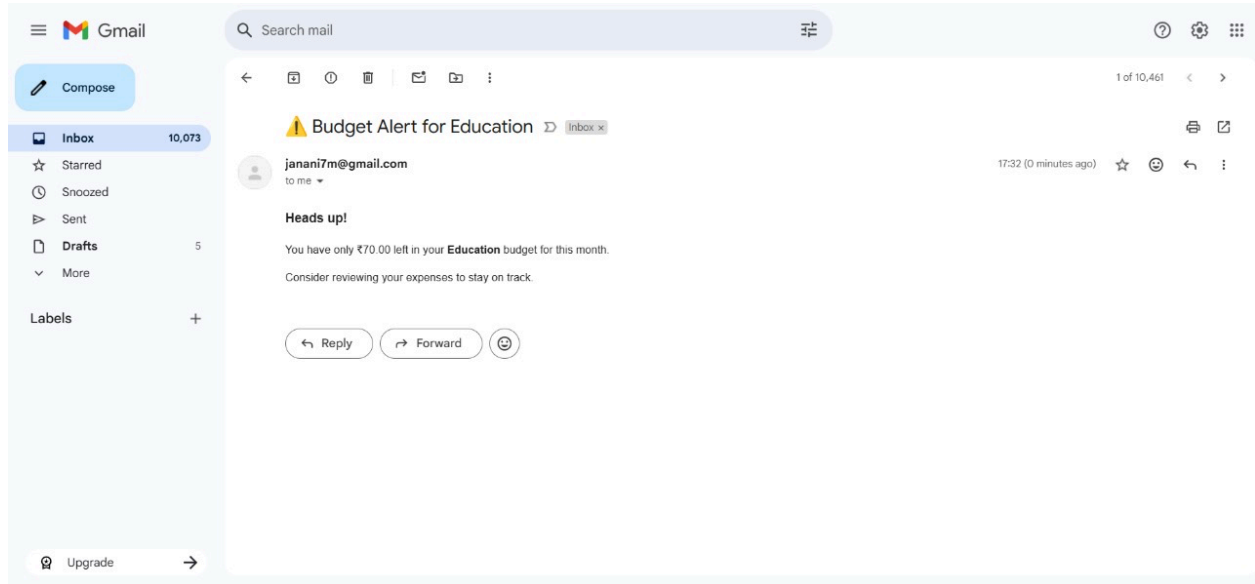 Gmail
Search mail
Compose
1 of 10,461
Inbox 10,073
Starred
Snoozed
Sent
Drafts 5
More
Labels
⚠️ Budget Alert for Education Inbox x
janani7m@gmail.com 17:32 (0 minutes ago)
to me
Heads up!
You have only ₹70.00 left in your Education budget for this month.
Consider reviewing your expenses to stay on track.
Reply Forward
Upgrade